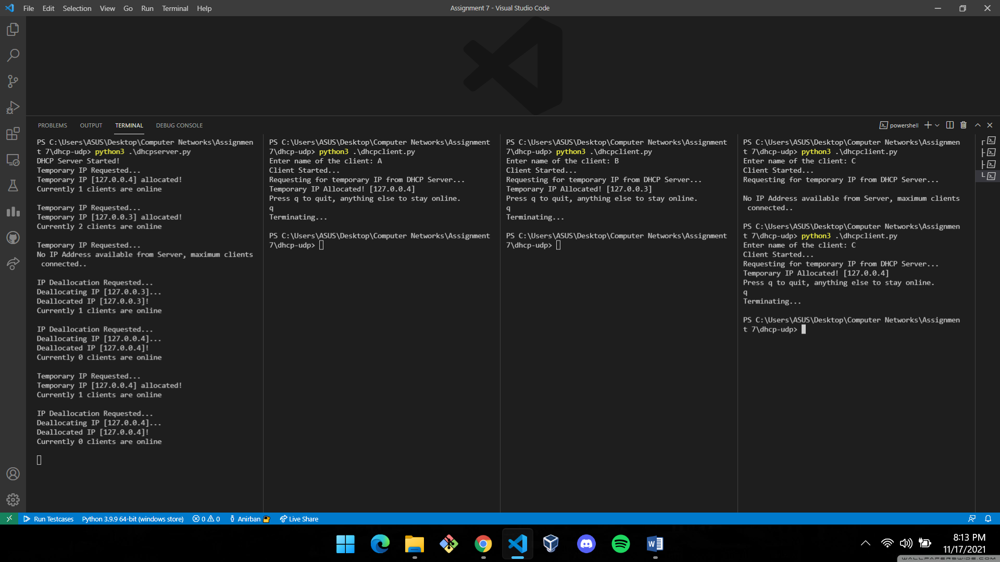 File Edit Selection View Go Run Terminal Help
Assignment 7 - Visual Studio Code
PROBLEMS OUTPUT TERMINAL DEBUG CONSOLE
powershell
PS C:\Users\ASUS\Desktop\Computer Networks\Assignmen
t 7\dhcp-udp> python3 .\dhcpserver.py
DHCP Server Started!
Temporary IP Requested...
Temporary IP [127.0.0.4] allocated!
Currently 1 clients are online
Temporary IP Requested...
Temporary IP [127.0.0.3] allocated!
Currently 2 clients are online
Temporary IP Requested...
No IP Address available from Server, maximum clients
connected..
IP Deallocation Requested...
Deallocating IP [127.0.0.3]...
Deallocated IP [127.0.0.3]!
Currently 1 clients are online
IP Deallocation Requested...
Deallocating IP [127.0.0.4]...
Deallocated IP [127.0.0.4]!
Currently 0 clients are online
Temporary IP Requested...
Temporary IP [127.0.0.4] allocated!
Currently 1 clients are online
IP Deallocation Requested...
Deallocating IP [127.0.0.4]...
Deallocated IP [127.0.0.4]!
Currently 0 clients are online
PS C:\Users\ASUS\Desktop\Computer Networks\Assignment
7\dhcp-udp> python3 .\dhcpclient.py
Enter name of the client: A
Client Started...
Requesting for temporary IP from DHCP Server...
Temporary IP Allocated! [127.0.0.4]
Press q to quit, anything else to stay online.
q
Terminating...
PS C:\Users\ASUS\Desktop\Computer Networks\Assignment
7\dhcp-udp>
PS C:\Users\ASUS\Desktop\Computer Networks\Assignment
7\dhcp-udp> python3 .\dhcpclient.py
Enter name of the client: B
Client Started...
Requesting for temporary IP from DHCP Server...
Temporary IP Allocated! [127.0.0.3]
Press q to quit, anything else to stay online.
q
Terminating...
PS C:\Users\ASUS\Desktop\Computer Networks\Assignment
7\dhcp-udp>
PS C:\Users\ASUS\Desktop\Computer Networks\Assignmen
t 7\dhcp-udp> python3 .\dhcpclient.py
Enter name of the client: C
Client Started...
Requesting for temporary IP from DHCP Server...
No IP Address available from Server, maximum clients
connected..
PS C:\Users\ASUS\Desktop\Computer Networks\Assignmen
t 7\dhcp-udp> python3 .\dhcpclient.py
Enter name of the client: C
Client Started...
Requesting for temporary IP from DHCP Server...
Temporary IP Allocated! [127.0.0.4]
Press q to quit, anything else to stay online.
q
Terminating...
PS C:\Users\ASUS\Desktop\Computer Networks\Assignmen
t 7\dhcp-udp>
Run Testcases Python 3.9.9 64-bit (windows store) 0 0 Anirban Live Share
W
8:13 PM
11/17/2021
WALLPAPERSWIDE.COM